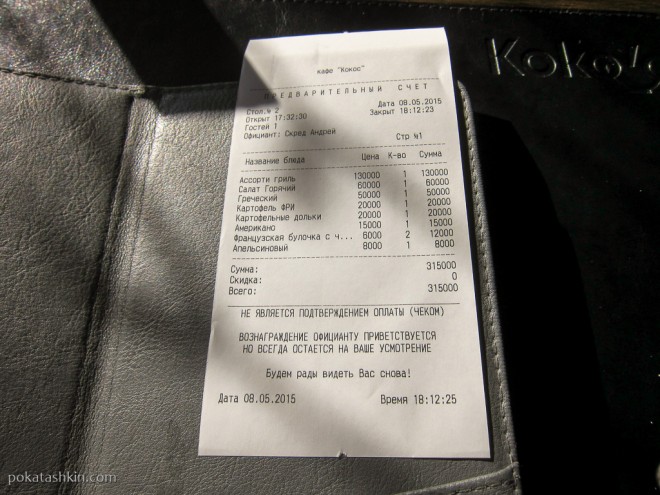 Koko's
кафе "Кокос"
ПРЕДВАРИТЕЛЬНЫЙ СЧЕТ
Стол.№ 2 Дата 08.05.2015
Открыт 17:32:30 Закрыт 18:12:23
Гостей 1
Официант: Скред Андрей
Стр №1
Название блюда Цена К-во Сумма
Ассорти гриль 130000 1 130000
Салат Горячий 60000 1 60000
Греческий 50000 1 50000
Картофель ФРИ 20000 1 20000
Картофельные дольки 20000 1 20000
Американо 15000 1 15000
Французская булочка с ч... 6000 2 12000
Апельсиновый 8000 1 8000
Сумма: 315000
Скидка: 0
Всего: 315000
НЕ ЯВЛЯЕТСЯ ПОДТВЕРЖДЕНИЕМ ОПЛАТЫ (ЧЕКОМ)
ВОЗНАГРАЖДЕНИЕ ОФИЦИАНТУ ПРИВЕТСТВУЕТСЯ
НО ВСЕГДА ОСТАЕТСЯ НА ВАШЕ УСМОТРЕНИЕ
Будем рады видеть Вас снова!
Дата 08.05.2015 Время 18:12:25
pokatashkin.com